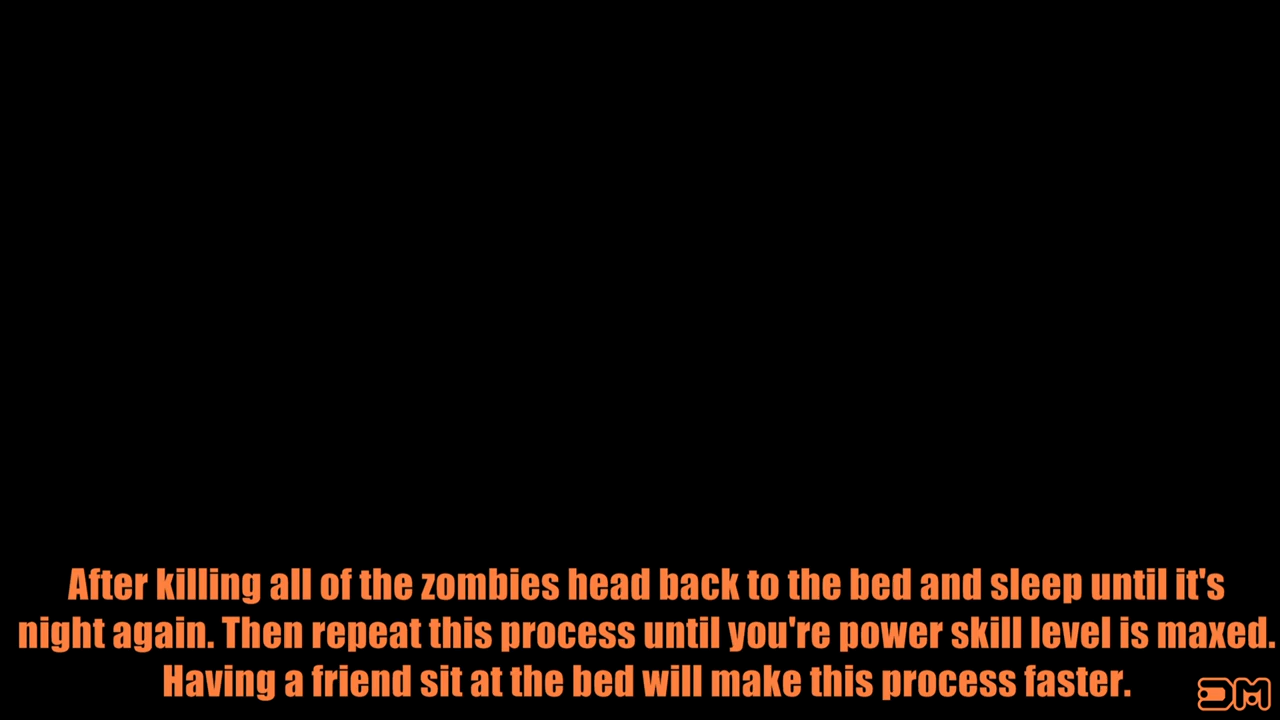 After killing all of the zombies head back to the bed and sleep until it's
night again. Then repeat this process until you're power skill level is maxed.
Having a friend sit at the bed will make this process faster.
DM